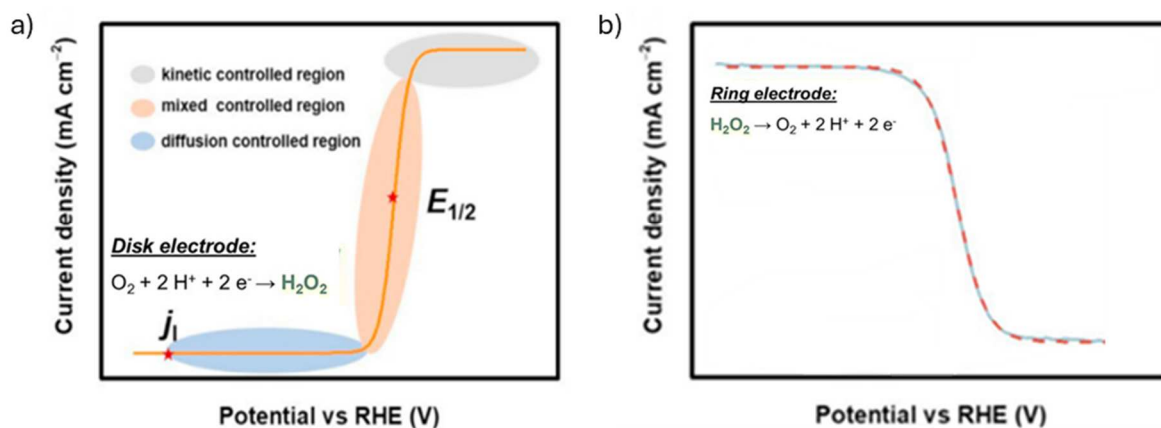 a)
Current density (mA cm⁻²)
kinetic controlled region
mixed controlled region
diffusion controlled region
E₁/₂
Disk electrode:
O₂ + 2 H⁺ + 2 e⁻ → H₂O₂
jₗ
Potential vs RHE (V)
b)
Current density (mA cm⁻²)
Ring electrode:
H₂O₂ → O₂ + 2 H⁺ + 2 e⁻
Potential vs RHE (V)